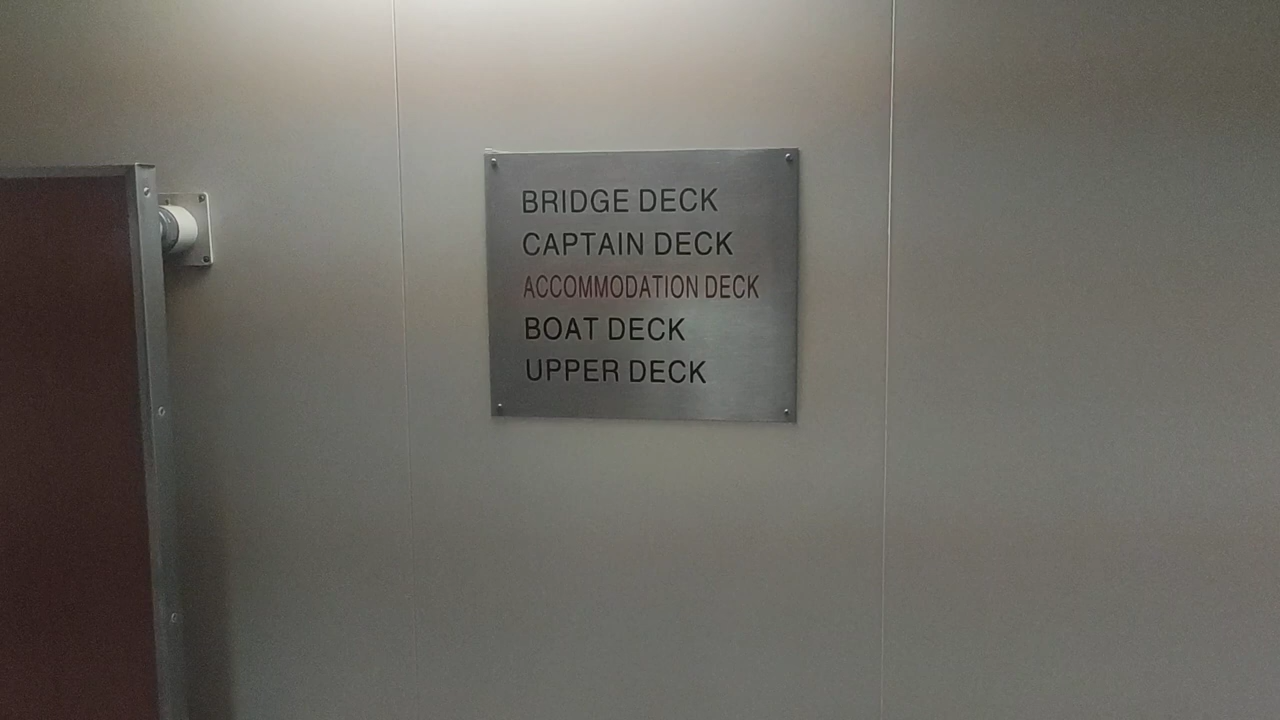 BRIDGE DECK
CAPTAIN DECK
ACCOMMODATION DECK
BOAT DECK
UPPER DECK